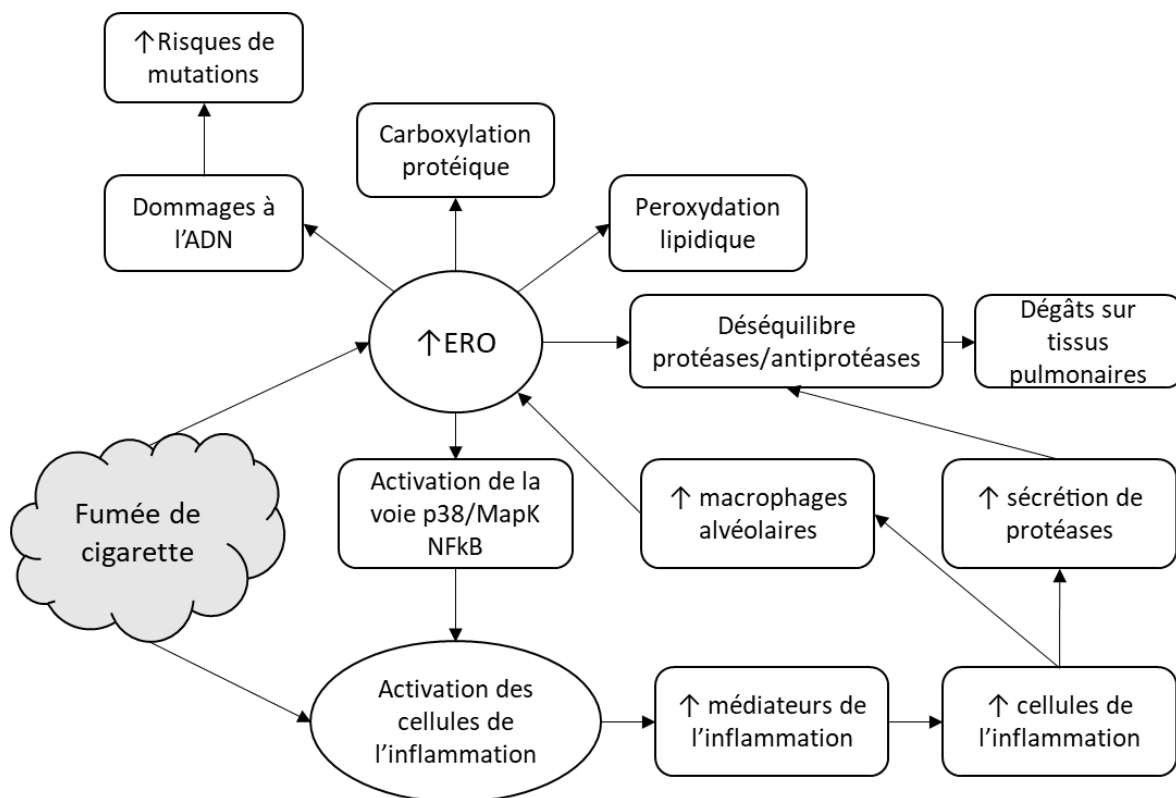 ↑Risques de
mutations
Carboxylation
protéique
Dommages à
l’ADN
Peroxydation
lipidique
↑ERO
Déséquilibre
protéases/antiprotéases
Dégâts sur
tissus
pulmonaires
Fumée de
cigarette
Activation de la
voie p38/MapK
NFkB
↑ macrophages
alvéolaires
↑ sécrétion de
protéases
Activation des
cellules de
l’inflammation
↑ médiateurs de
l’inflammation
↑ cellules de
l’inflammation